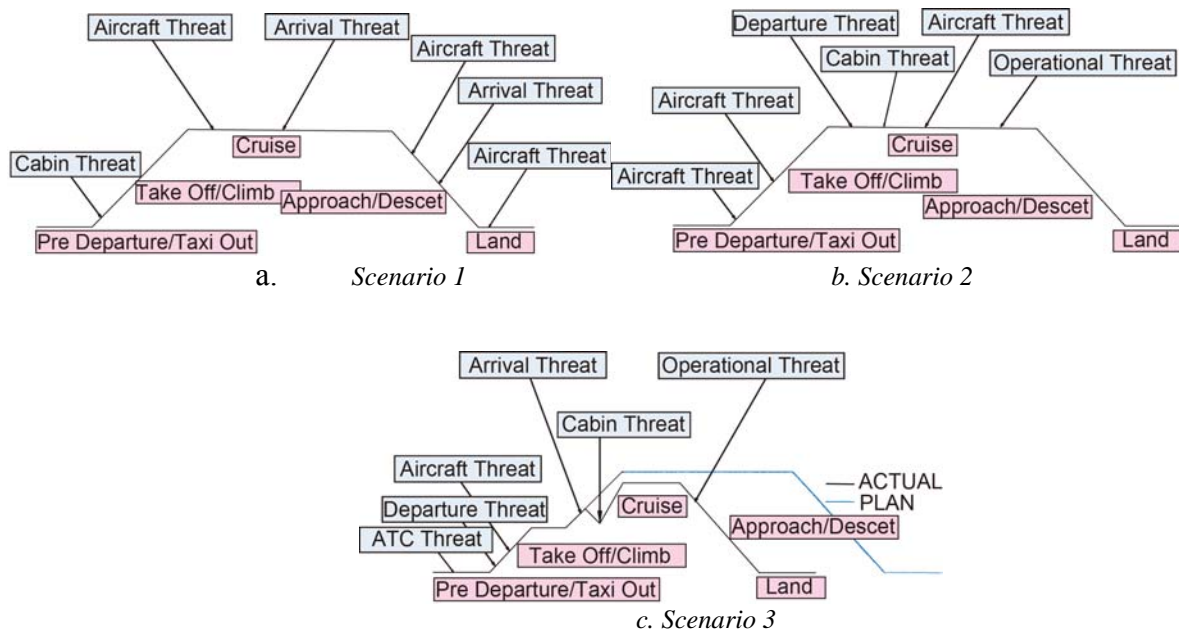 Aircraft Threat
Arrival Threat
Aircraft Threat
Arrival Threat
Aircraft Threat
Cabin Threat
Cruise
Take Off/Climb
Approach/Descet
Pre Departure/Taxi Out
Land
a. Scenario 1
Departure Threat
Aircraft Threat
Cabin Threat
Operational Threat
Aircraft Threat
Aircraft Threat
Cruise
Take Off/Climb
Approach/Descet
Pre Departure/Taxi Out
Land
b. Scenario 2
Arrival Threat
Operational Threat
Cabin Threat
Aircraft Threat
Departure Threat
ATC Threat
ACTUAL
PLAN
Cruise
Approach/Descet
Take Off/Climb
Pre Departure/Taxi Out
Land
c. Scenario 3